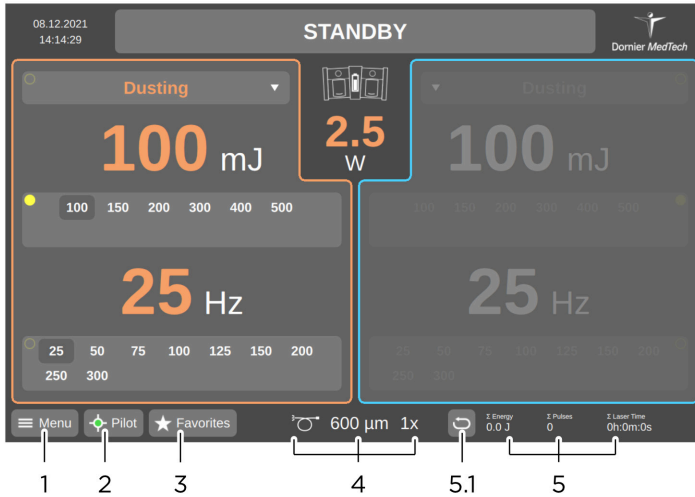 08.12.2021
14:14:29
STANDBY
Dornier MedTech
Dusting
100 mJ
100 150 200 300 400 500
25 Hz
25 50 75 100 125 150 200
250 300
2.5
W
Dusting
100 mJ
100 150 200 300 400 500
25 Hz
25 50 75 100 125 150 200
250 300
Menu
Pilot
Favorites
600 µm 1x
Σ Energy
0.0 J
Σ Pulses
0
Σ Laser Time
0h:0m:0s
1 2 3 4 5.1 5